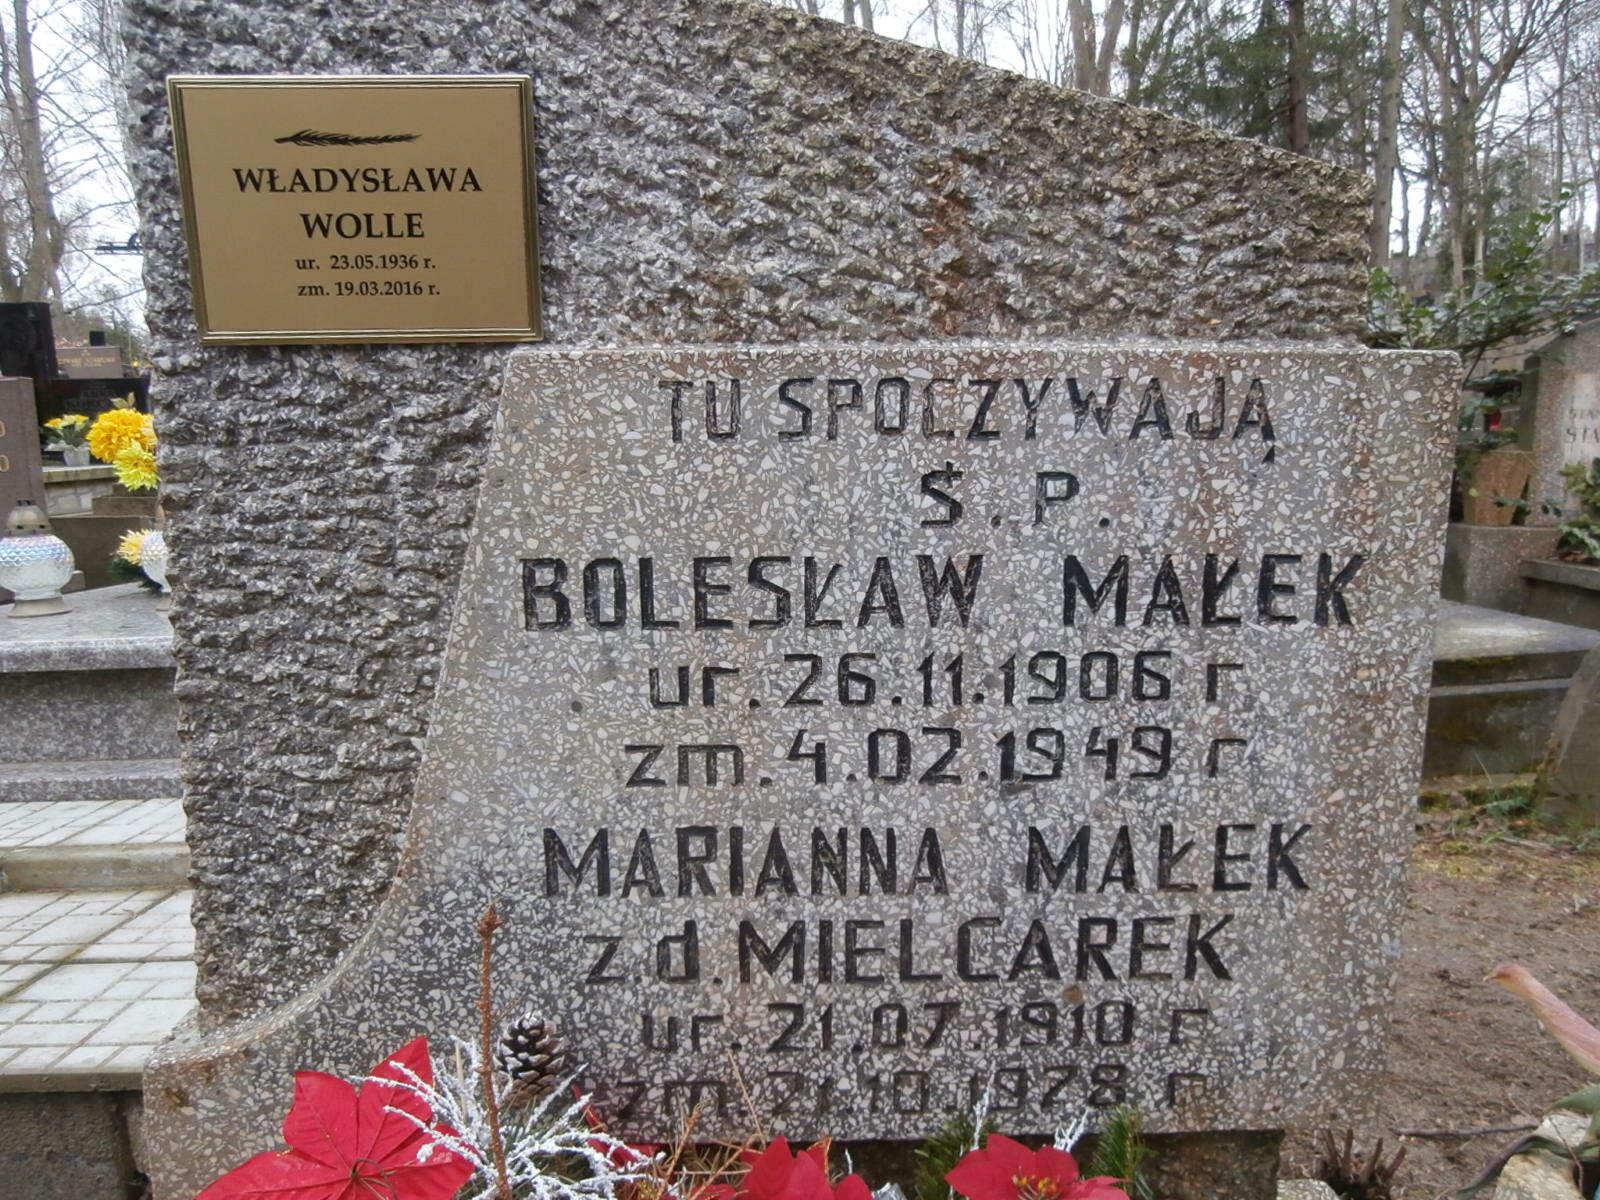 WŁADYSŁAWA
WOLLE
ur. 23.05.1936 r.
zm. 19.03.2016 r.
TU SPOCZYWAJĄ
Ś.P.
BOLESŁAW MAŁEK
ur. 26.11.1906 r
zm. 4.02.1949 r
MARIANNA MAŁEK
z.d. MIELCAREK
ur. 21.07.1910 r
zm. 21.10.1978 r